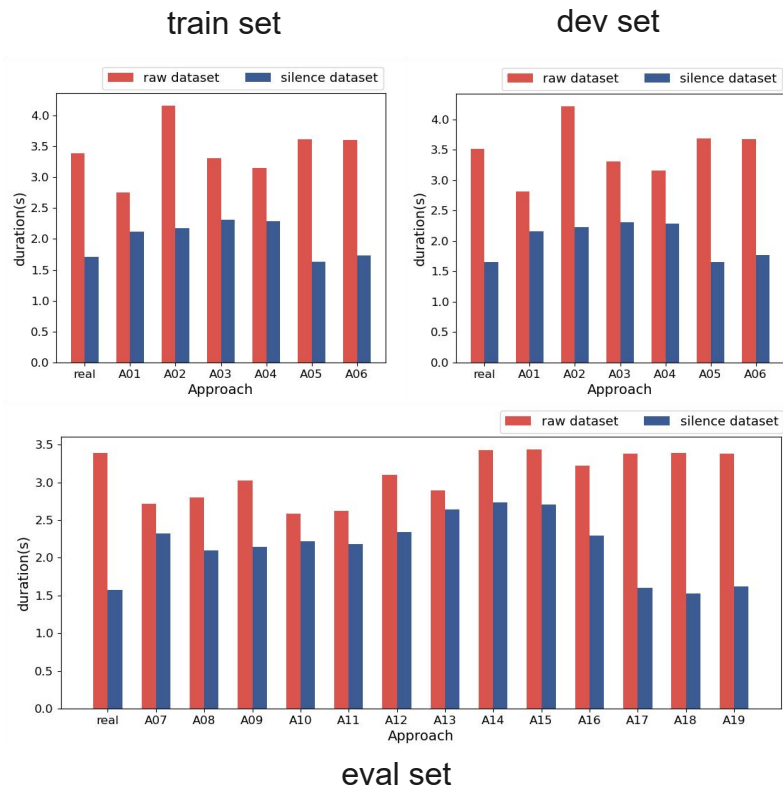 train set
dev set
raw dataset silence dataset
4.0
3.5
3.0
2.5
2.0
1.5
1.0
0.5
0.0
duration(s)
real A01 A02 A03 A04 A05 A06
Approach
raw dataset silence dataset
4.0
3.5
3.0
2.5
2.0
1.5
1.0
0.5
0.0
duration(s)
real A01 A02 A03 A04 A05 A06
Approach
raw dataset silence dataset
3.5
3.0
2.5
2.0
1.5
1.0
0.5
0.0
duration(s)
real A07 A08 A09 A10 A11 A12 A13 A14 A15 A16 A17 A18 A19
Approach
eval set